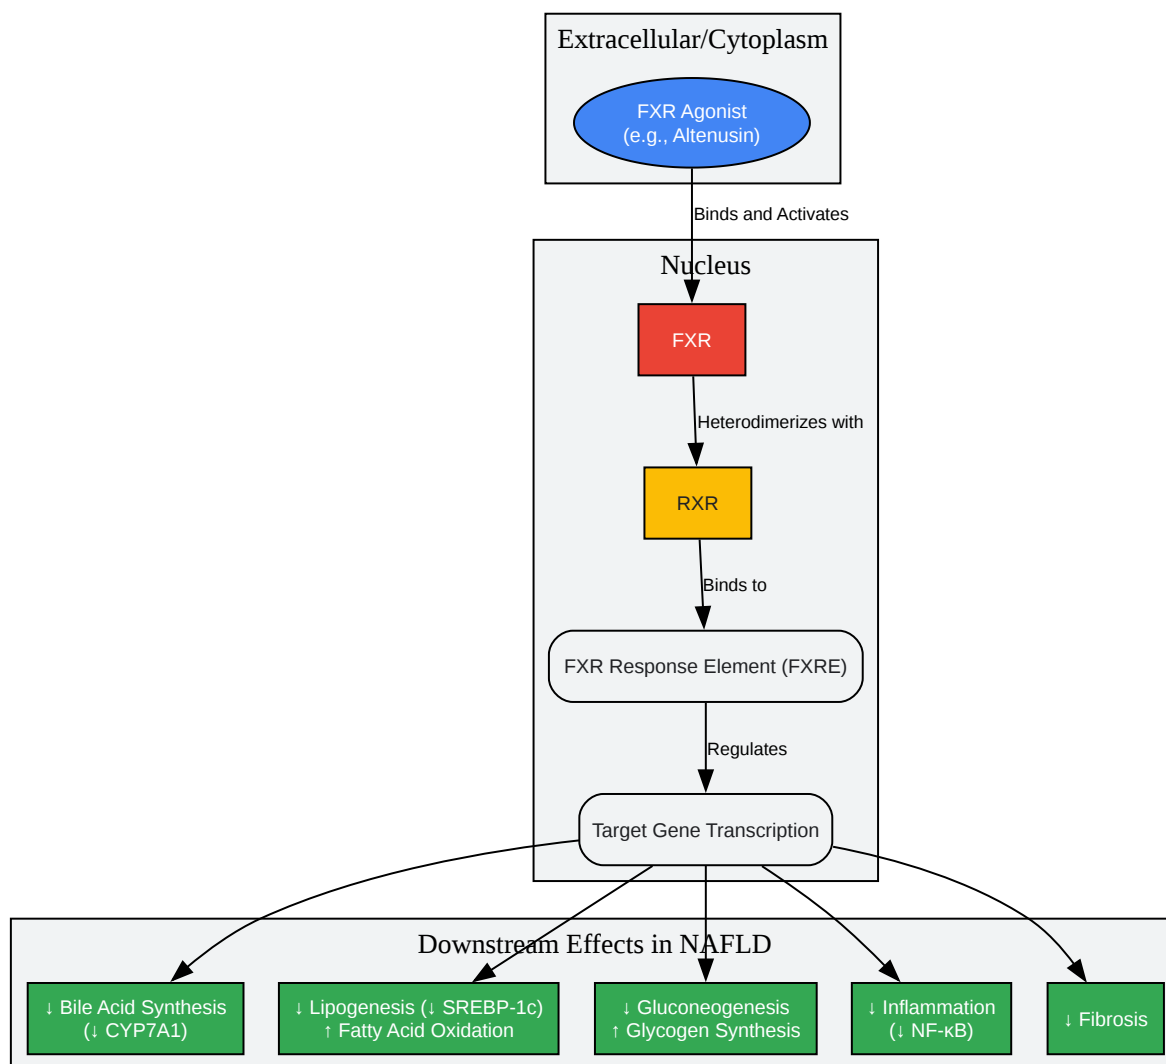 Extracellular/Cytoplasm
FXR Agonist
(e.g., Altenusin)
Binds and Activates
Nucleus
FXR
Heterodimerizes with
RXR
Binds to
FXR Response Element (FXRE)
Regulates
Target Gene Transcription
Downstream Effects in NAFLD
↓ Bile Acid Synthesis
(↓ CYP7A1)
↓ Lipogenesis (↓ SREBP-1c)
↑ Fatty Acid Oxidation
↓ Gluconeogenesis
↑ Glycogen Synthesis
↓ Inflammation
(↓ NF-κB)
↓ Fibrosis